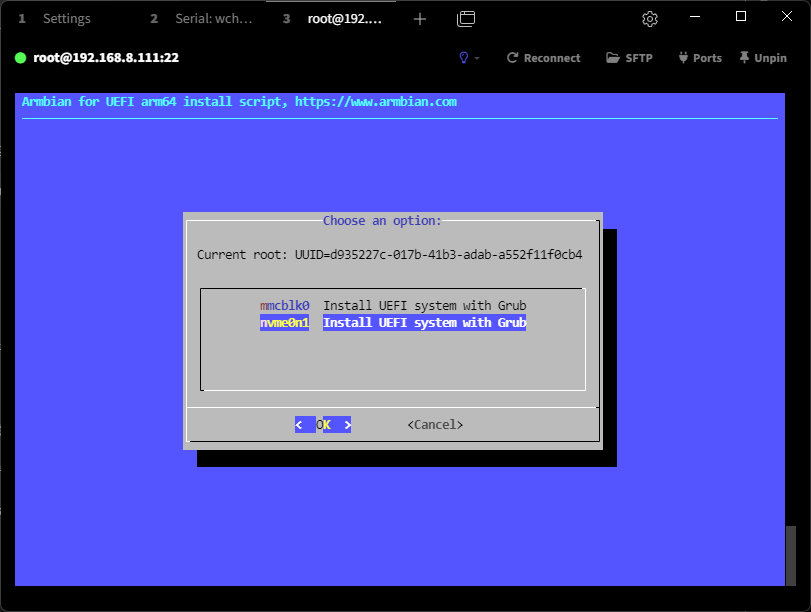 1 Settings 2 Serial: wch... 3 root@192....
root@192.168.8.111:22 Reconnect SFTP Ports Unpin
Armbian for UEFI arm64 install script, https://www.armbian.com
Choose an option:
Current root: UUID=d935227c-017b-41b3-adab-a552f11f0cb4
mmcblk0 Install UEFI system with Grub
nvme0n1 Install UEFI system with Grub
< OK > <Cancel>